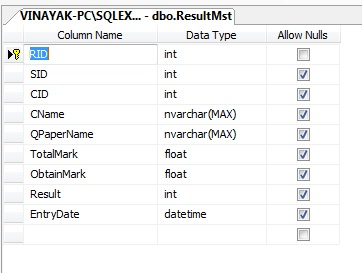 VINAYAK-PC\SQLEX... - dbo.ResultMst
Column Name Data Type Allow Nulls
RID int
SID int
CID int
CName nvarchar(MAX)
QPaperName nvarchar(MAX)
TotalMark float
ObtainMark float
Result int
EntryDate datetime